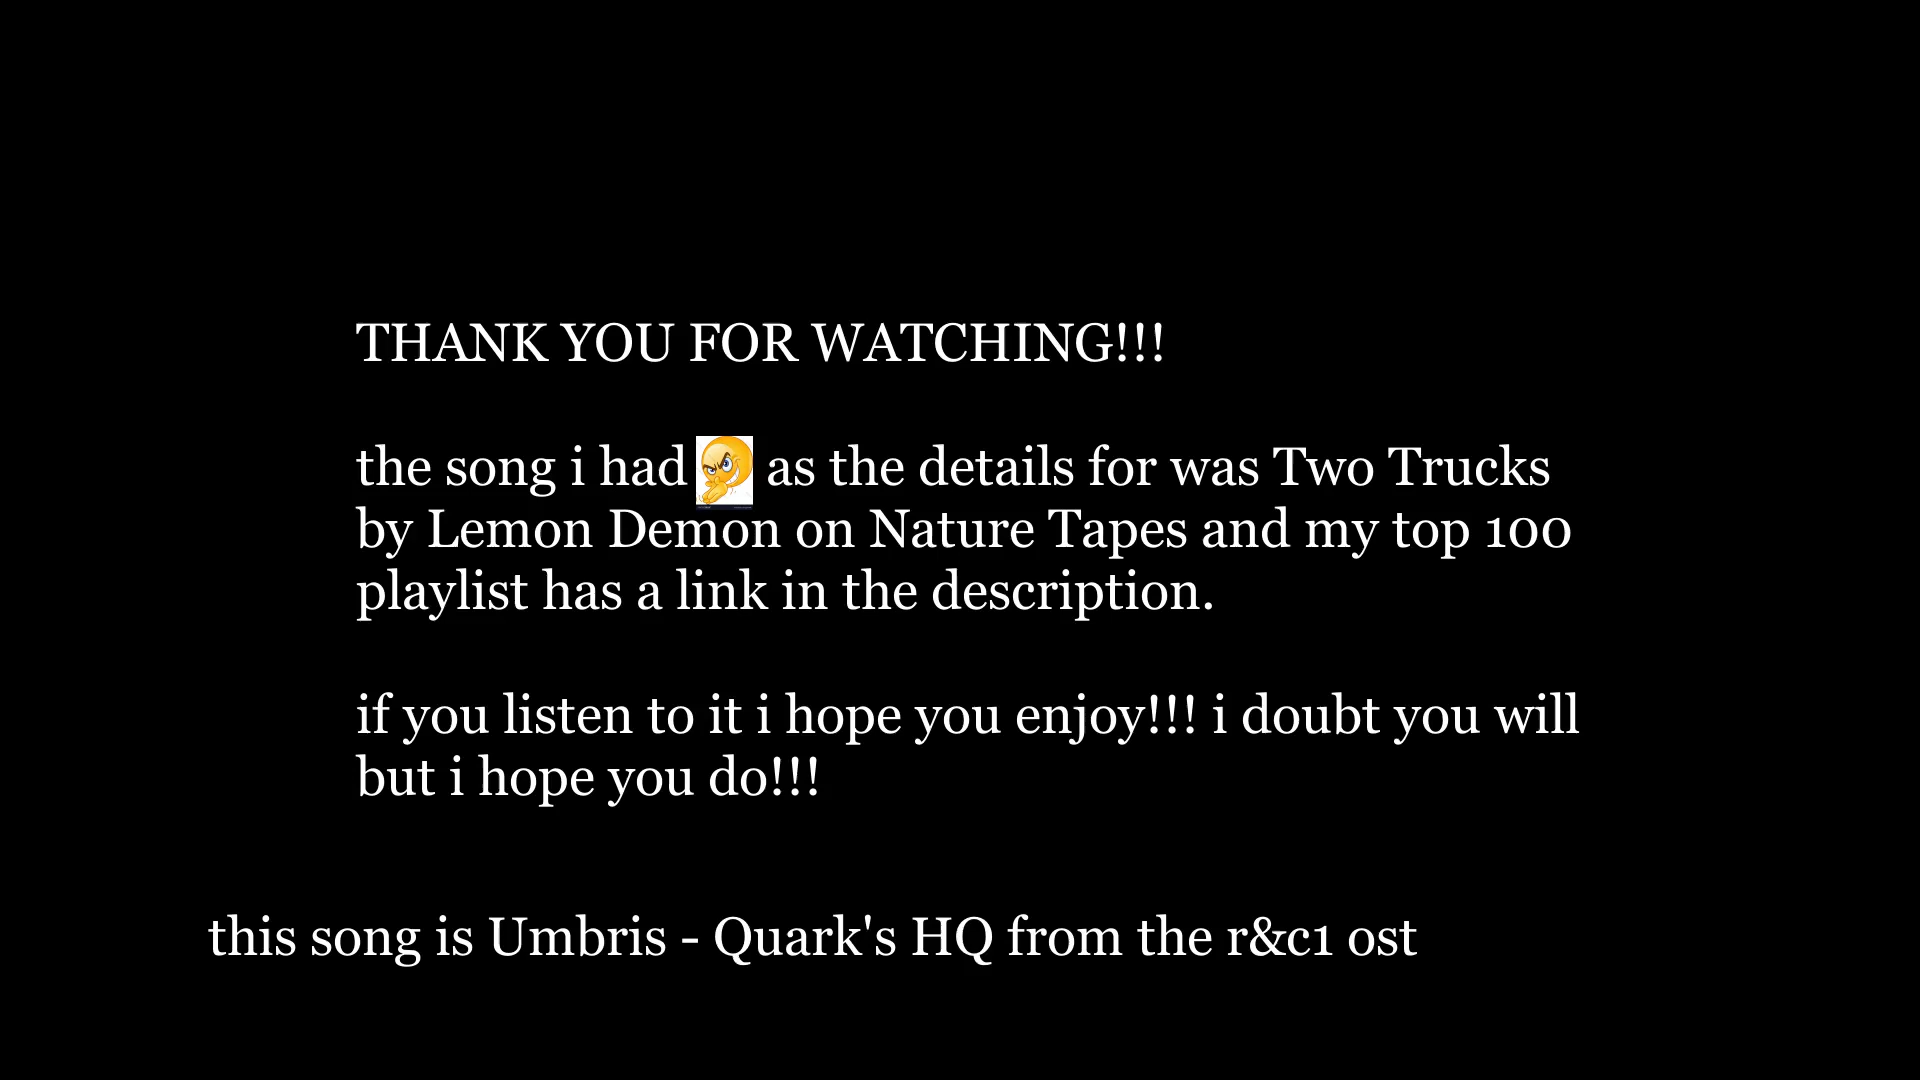 THANK YOU FOR WATCHING!!!
the song i had as the details for was Two Trucks
by Lemon Demon on Nature Tapes and my top 100
playlist has a link in the description.
if you listen to it i hope you enjoy!!! i doubt you will
but i hope you do!!!
this song is Umbris - Quark's HQ from the r&c1 ost